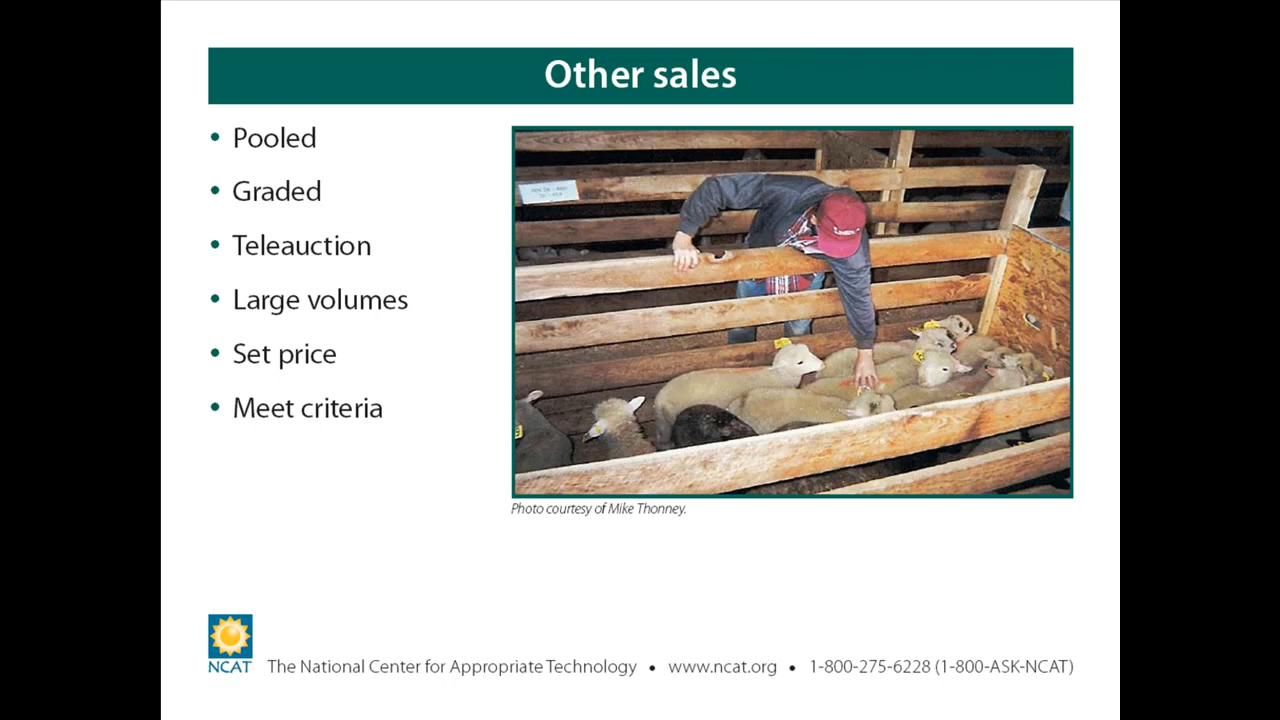 Other sales
• Pooled
• Graded
• Teleauction
• Large volumes
• Set price
• Meet criteria
Photo courtesy of Mike Thonney.
NCAT
The National Center for Appropriate Technology • www.ncat.org • 1-800-275-6228 (1-800-ASK-NCAT)